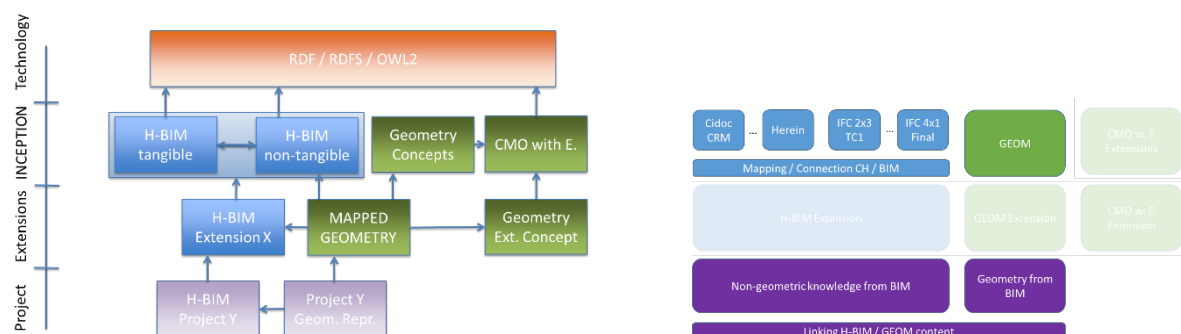 Technology
INCEPTION
Extensions
Project
RDF / RDFS / OWL2
H-BIM
tangible
H-BIM
non-tangible
Geometry
Concepts
CMO with E.
H-BIM
Extension X
MAPPED
GEOMETRY
Geometry
Ext. Concept
H-BIM
Project Y
Project Y
Geom. Repr.
Cidoc
CRM
...
Herein
IFC 2x3
TC1
...
IFC 4x1
Final
GEOM
CMO w. E.
Extensions
Mapping / Connection CH / BIM
H-BIM Extension
GEOM Extension
CMO w. E.
Extension
Non-geometric knowledge from BIM
Geometry from
BIM
Linking H-BIM / GEOM content